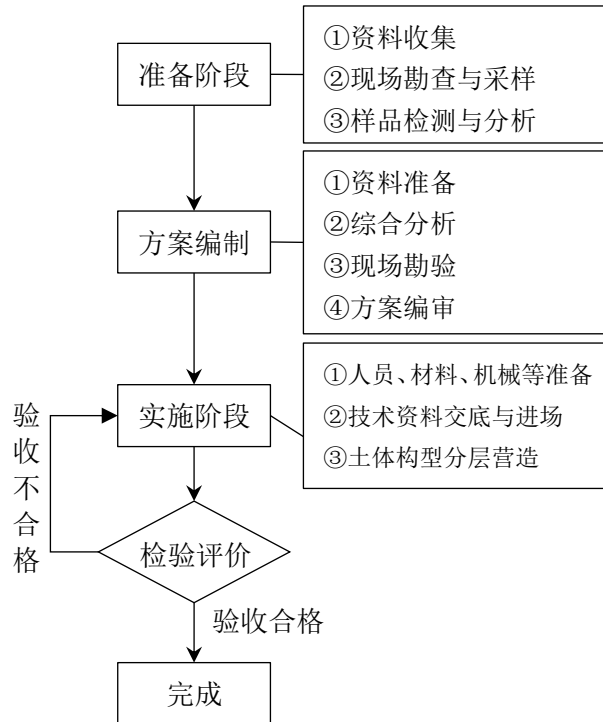 准备阶段
①资料收集
②现场勘查与采样
③样品检测与分析
方案编制
①资料准备
②综合分析
③现场勘验
④方案编审
实施阶段
①人员、材料、机械等准备
②技术资料交底与进场
③土体构型分层营造
验收不合格
检验评价
验收合格
完成